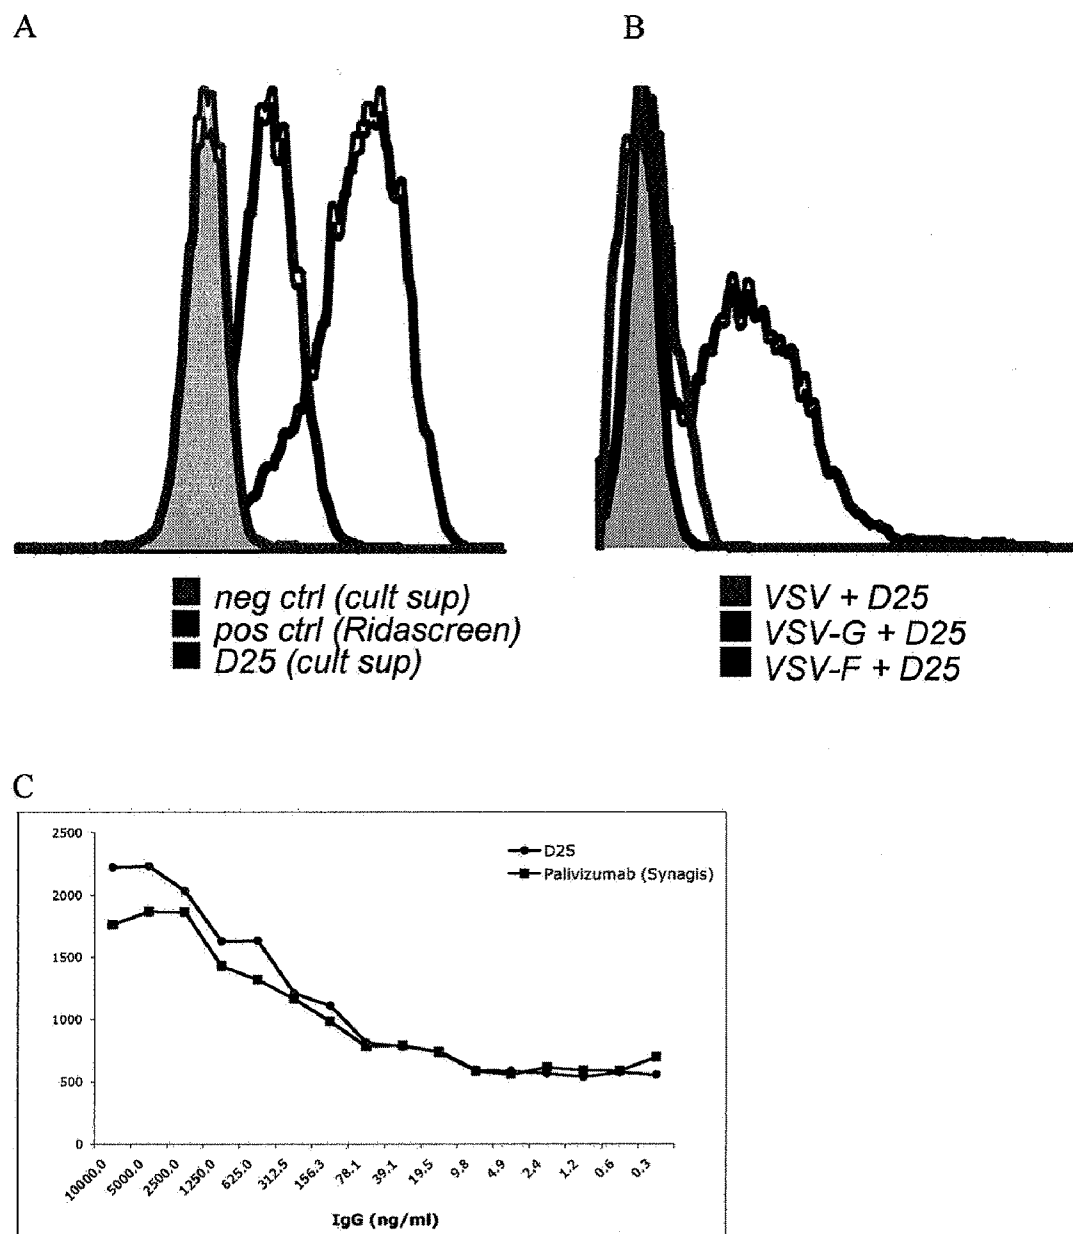 A
B
neg ctrl (cult sup)
pos ctrl (Ridascreen)
D25 (cult sup)
VSV + D25
VSV-G + D25
VSV-F + D25
C
2500
2000
1500
1000
500
0
D25
Palivizumab (Synagis)
10000.0
5000.0
2500.0
1250.0
625.0
312.5
156.3
78.1
39.1
19.5
9.8
4.9
2.4
1.2
0.6
0.3
IgG (ng/ml)